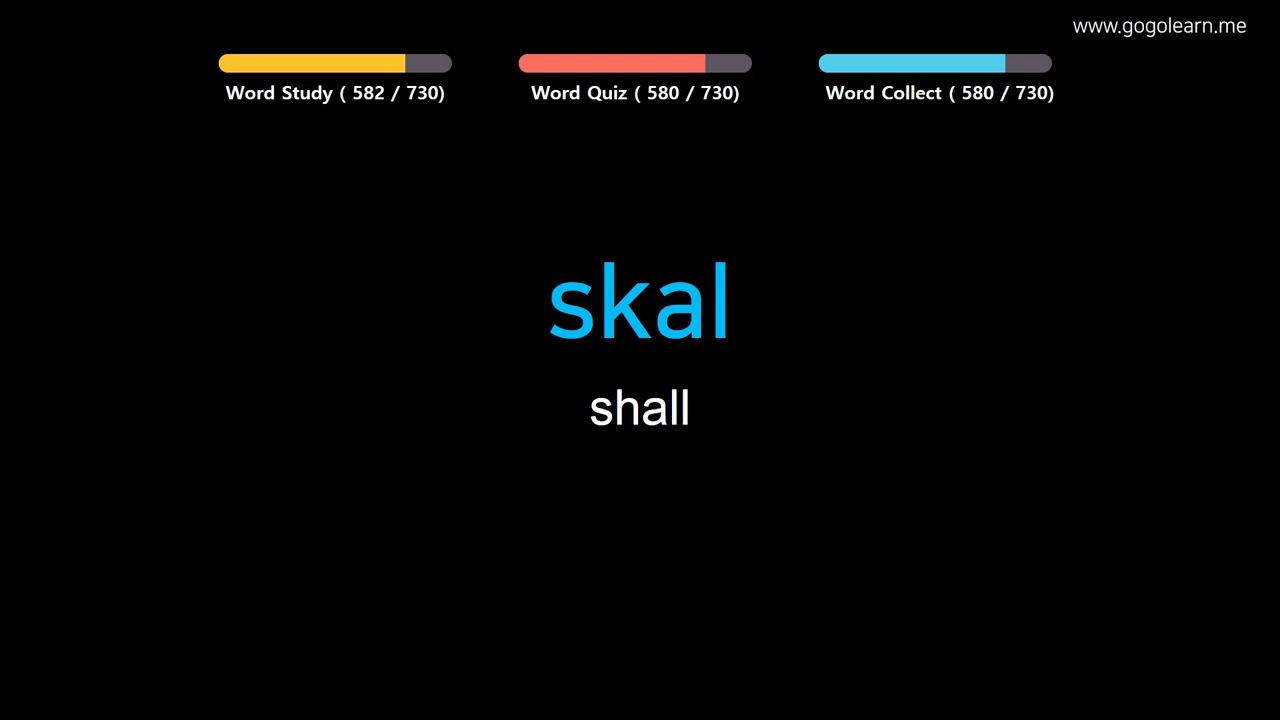 www.gogolearn.me
Word Study ( 582 / 730)
Word Quiz ( 580 / 730)
Word Collect ( 580 / 730)
skal
shall